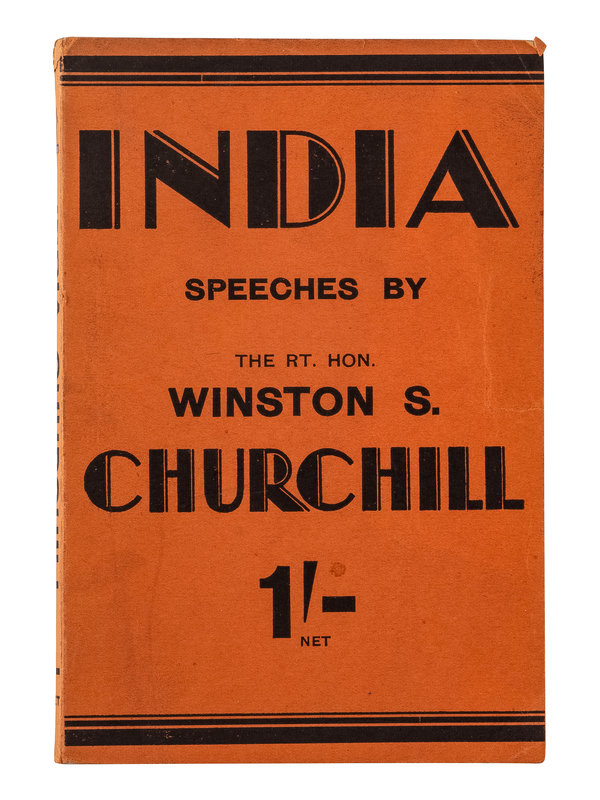 INDIA
SPEECHES BY
THE RT. HON.
WINSTON S.
CHURCHILL
1/-
NET